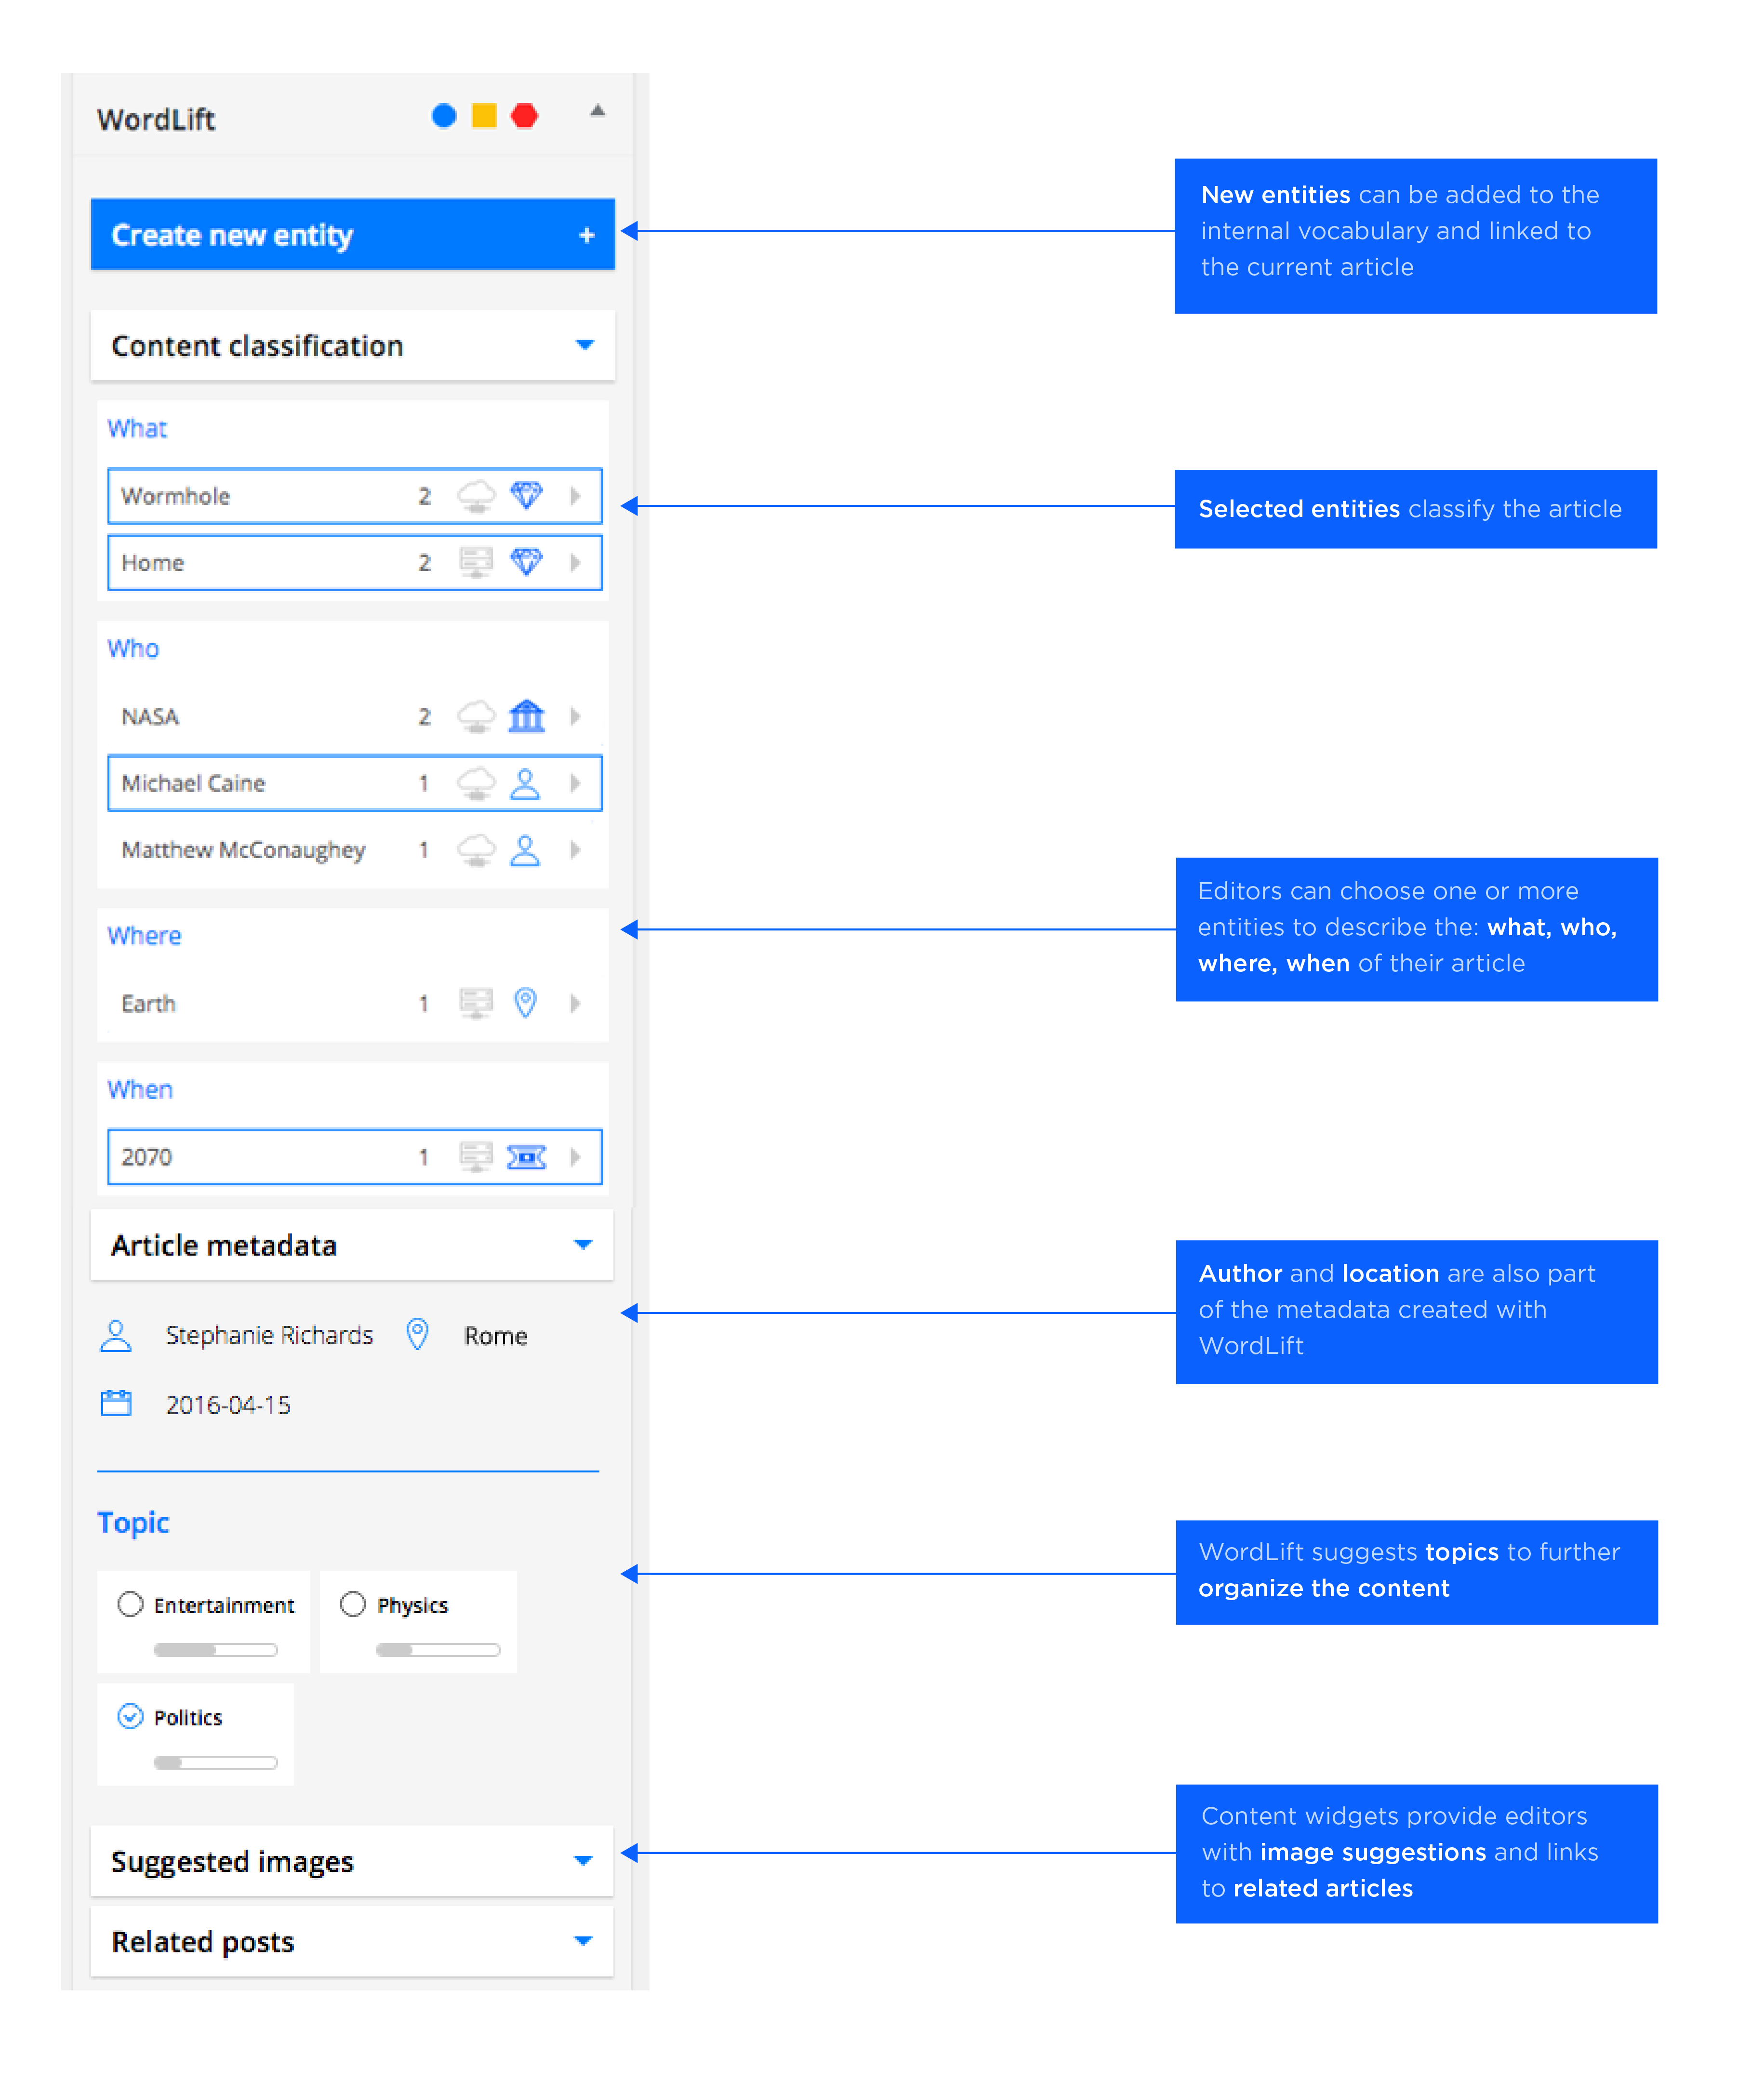 WordLift
Create new entity +
Content classification
What
Wormhole 2
Home 2
Who
NASA 2
Michael Caine 1
Matthew McConaughey 1
Where
Earth 1
When
2070 1
Article metadata
Stephanie Richards Rome
2016-04-15
Topic
Entertainment Physics
Politics
Suggested images
Related posts
New entities can be added to the
internal vocabulary and linked to
the current article
Selected entities classify the article
Editors can choose one or more
entities to describe the: what, who,
where, when of their article
Author and location are also part
of the metadata created with
WordLift
WordLift suggests topics to further
organize the content
Content widgets provide editors
with image suggestions and links
to related articles